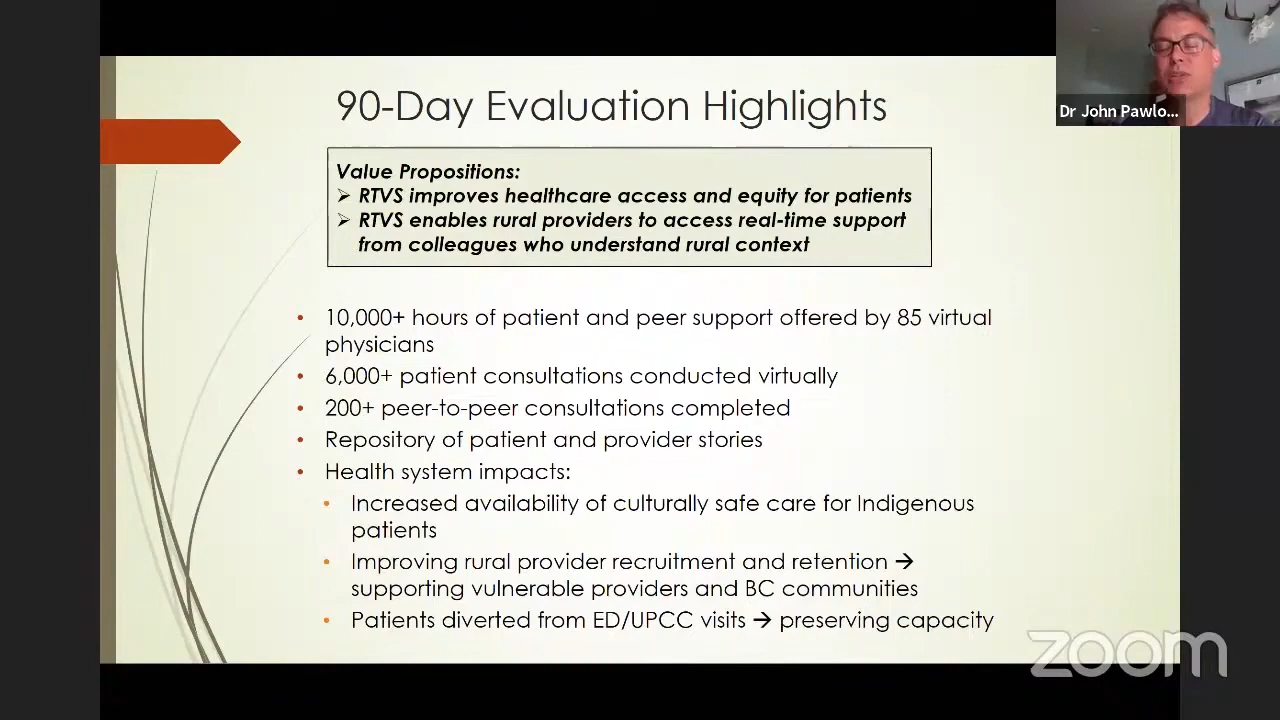 90-Day Evaluation Highlights
Dr John Pawlo...
Value Propositions:
➢ RTVS improves healthcare access and equity for patients
➢ RTVS enables rural providers to access real-time support
from colleagues who understand rural context
• 10,000+ hours of patient and peer support offered by 85 virtual
physicians
• 6,000+ patient consultations conducted virtually
• 200+ peer-to-peer consultations completed
• Repository of patient and provider stories
• Health system impacts:
• Increased availability of culturally safe care for Indigenous
patients
• Improving rural provider recruitment and retention →
supporting vulnerable providers and BC communities
• Patients diverted from ED/UPCC visits → preserving capacity
zoom